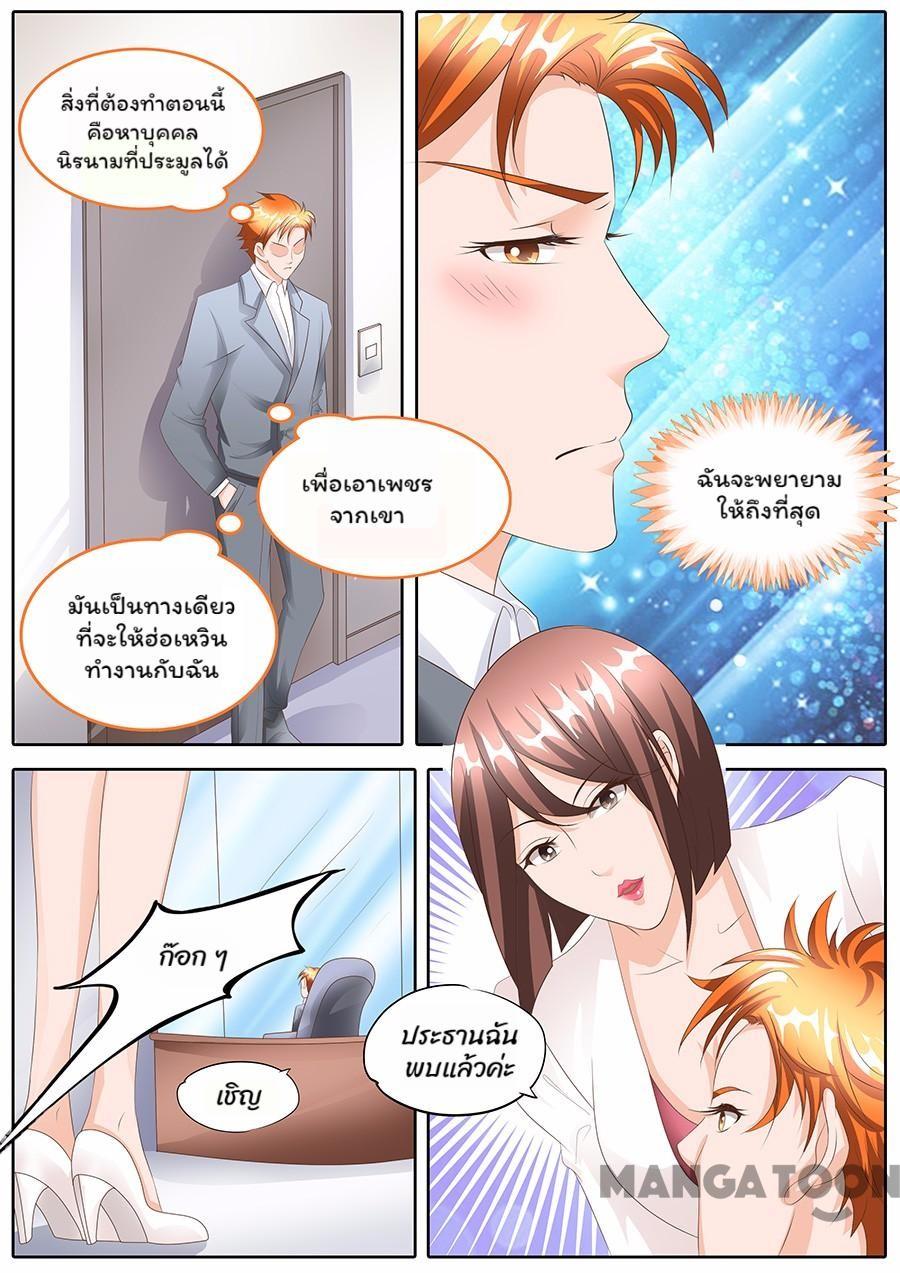 สิ่งที่ต้องทำตอนนี้
คือหาบุคคล
นิรนามที่ประมูลได้
เพื่อเอาเพชร
จากเขา
มันเป็นทางเดียว
ที่จะให้ฮ่อเหวิน
ทำงานกับฉัน
ฉันจะพยายาม
ให้ถึงที่สุด
ก๊อก ๆ
เชิญ
ประธานฉัน
พบแล้วค่ะ
MANGATOON